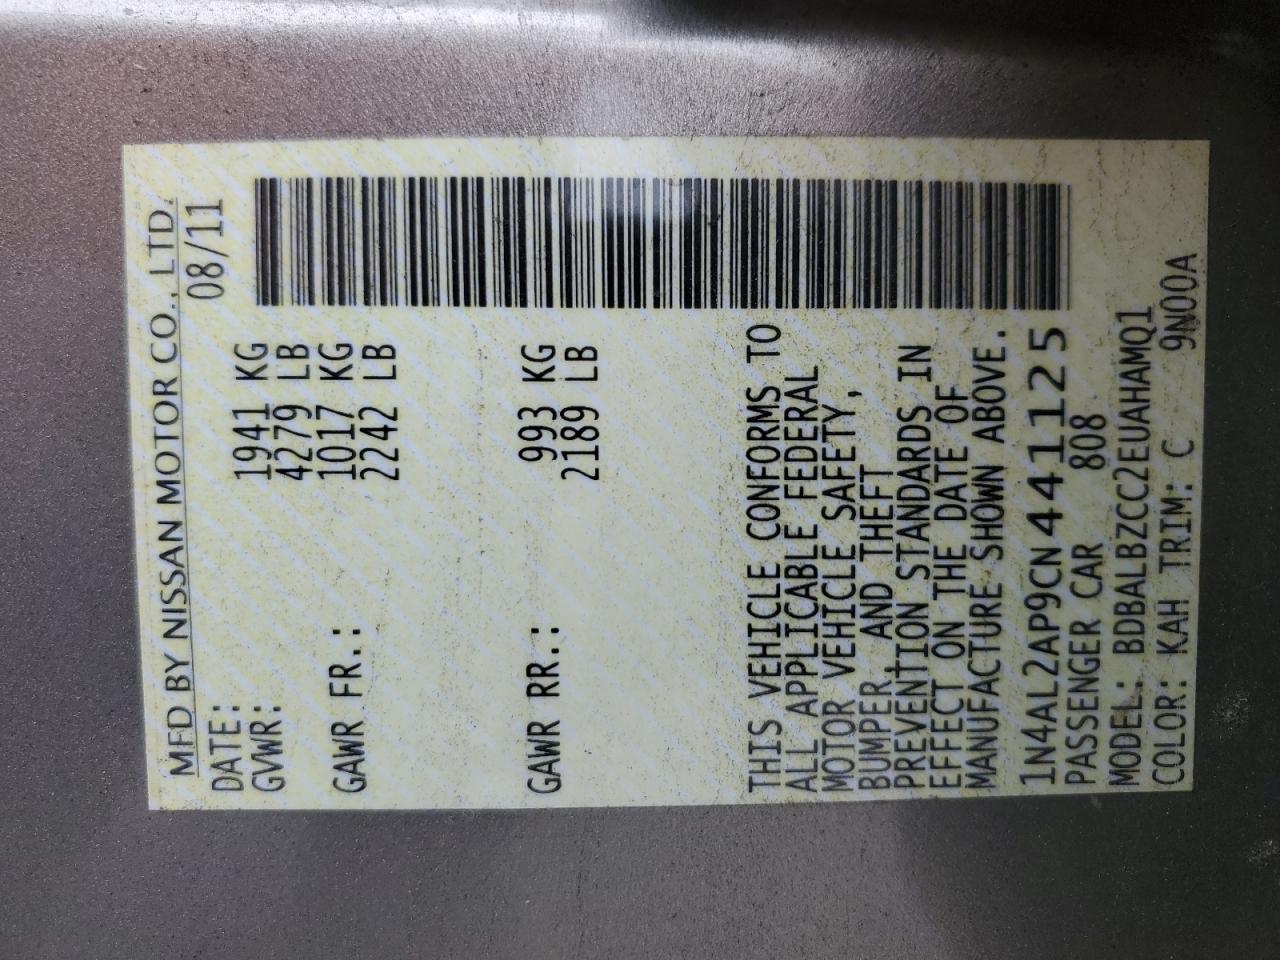 MFD BY NISSAN MOTOR CO., LTD.
DATE: 08/11
GVWR: 1941 KG
4279 LB
GAWR FR.: 1017 KG
2242 LB
GAWR RR.: 993 KG
2189 LB
THIS VEHICLE CONFORMS TO
ALL APPLICABLE FEDERAL
MOTOR VEHICLE SAFETY,
BUMPER, AND THEFT
PREVENTION STANDARDS IN
EFFECT ON THE DATE OF
MANUFACTURE SHOWN ABOVE.
1N4AL2AP9CN441125
PASSENGER CAR 808
MODEL: BDBALBZCC2EUAHAMQ1
COLOR: KAH TRIM: C 9N00A